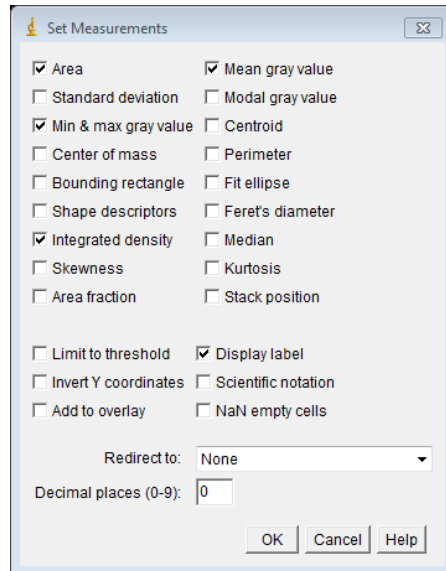 Set Measurements
Area Mean gray value
Standard deviation Modal gray value
Min & max gray value Centroid
Center of mass Perimeter
Bounding rectangle Fit ellipse
Shape descriptors Feret's diameter
Integrated density Median
Skewness Kurtosis
Area fraction Stack position
Limit to threshold Display label
Invert Y coordinates Scientific notation
Add to overlay NaN empty cells
Redirect to: None
Decimal places (0-9): 0
OK Cancel Help